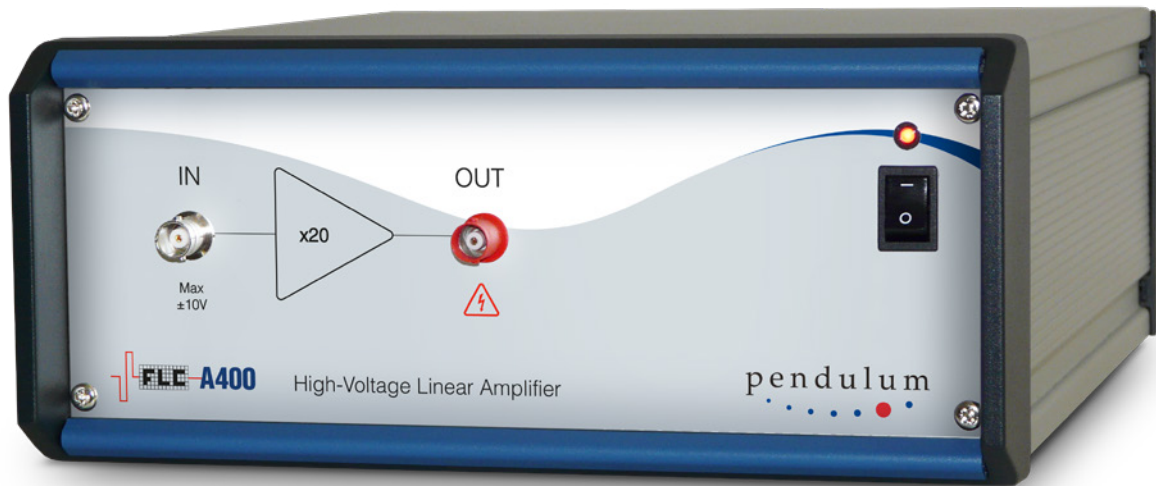 IN
OUT
x20
Max
±10V
FLC A400
High-Voltage Linear Amplifier
pendulum